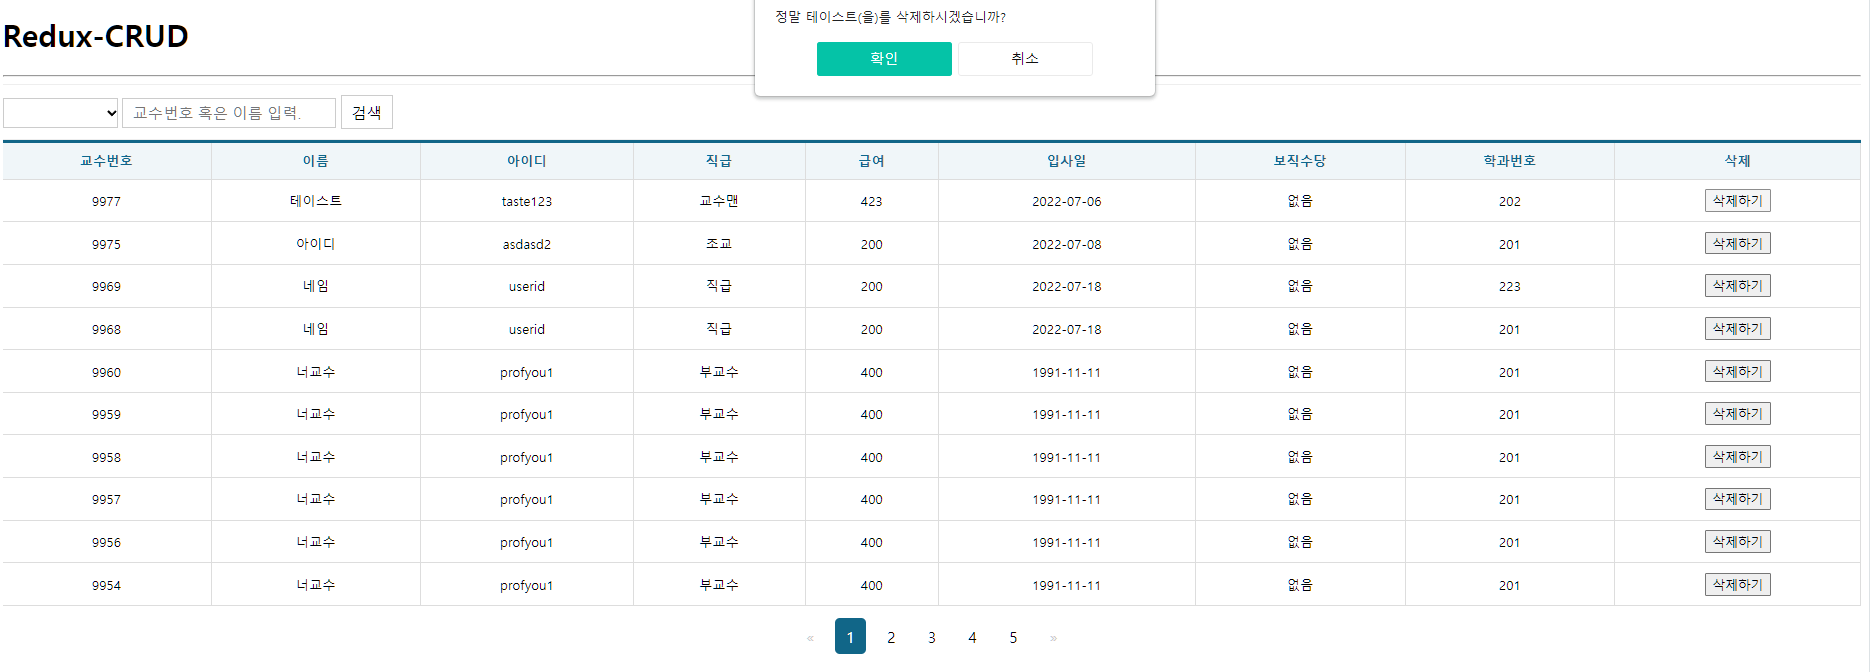 정말 테이스트(을)를 삭제하시겠습니까?
확인 취소
Redux-CRUD
교수번호 혹은 이름 입력. 검색
교수번호 이름 아이디 직급 급여 입사일 보직수당 학과번호 삭제
9977 테이스트 taste123 교수맨 423 2022-07-06 없음 202 삭제하기
9975 아이디 asdasd2 조교 200 2022-07-08 없음 201 삭제하기
9969 네임 userid 직급 200 2022-07-18 없음 223 삭제하기
9968 네임 userid 직급 200 2022-07-18 없음 201 삭제하기
9960 너교수 profyou1 부교수 400 1991-11-11 없음 201 삭제하기
9959 너교수 profyou1 부교수 400 1991-11-11 없음 201 삭제하기
9958 너교수 profyou1 부교수 400 1991-11-11 없음 201 삭제하기
9957 너교수 profyou1 부교수 400 1991-11-11 없음 201 삭제하기
9956 너교수 profyou1 부교수 400 1991-11-11 없음 201 삭제하기
9954 너교수 profyou1 부교수 400 1991-11-11 없음 201 삭제하기
« 1 2 3 4 5 »